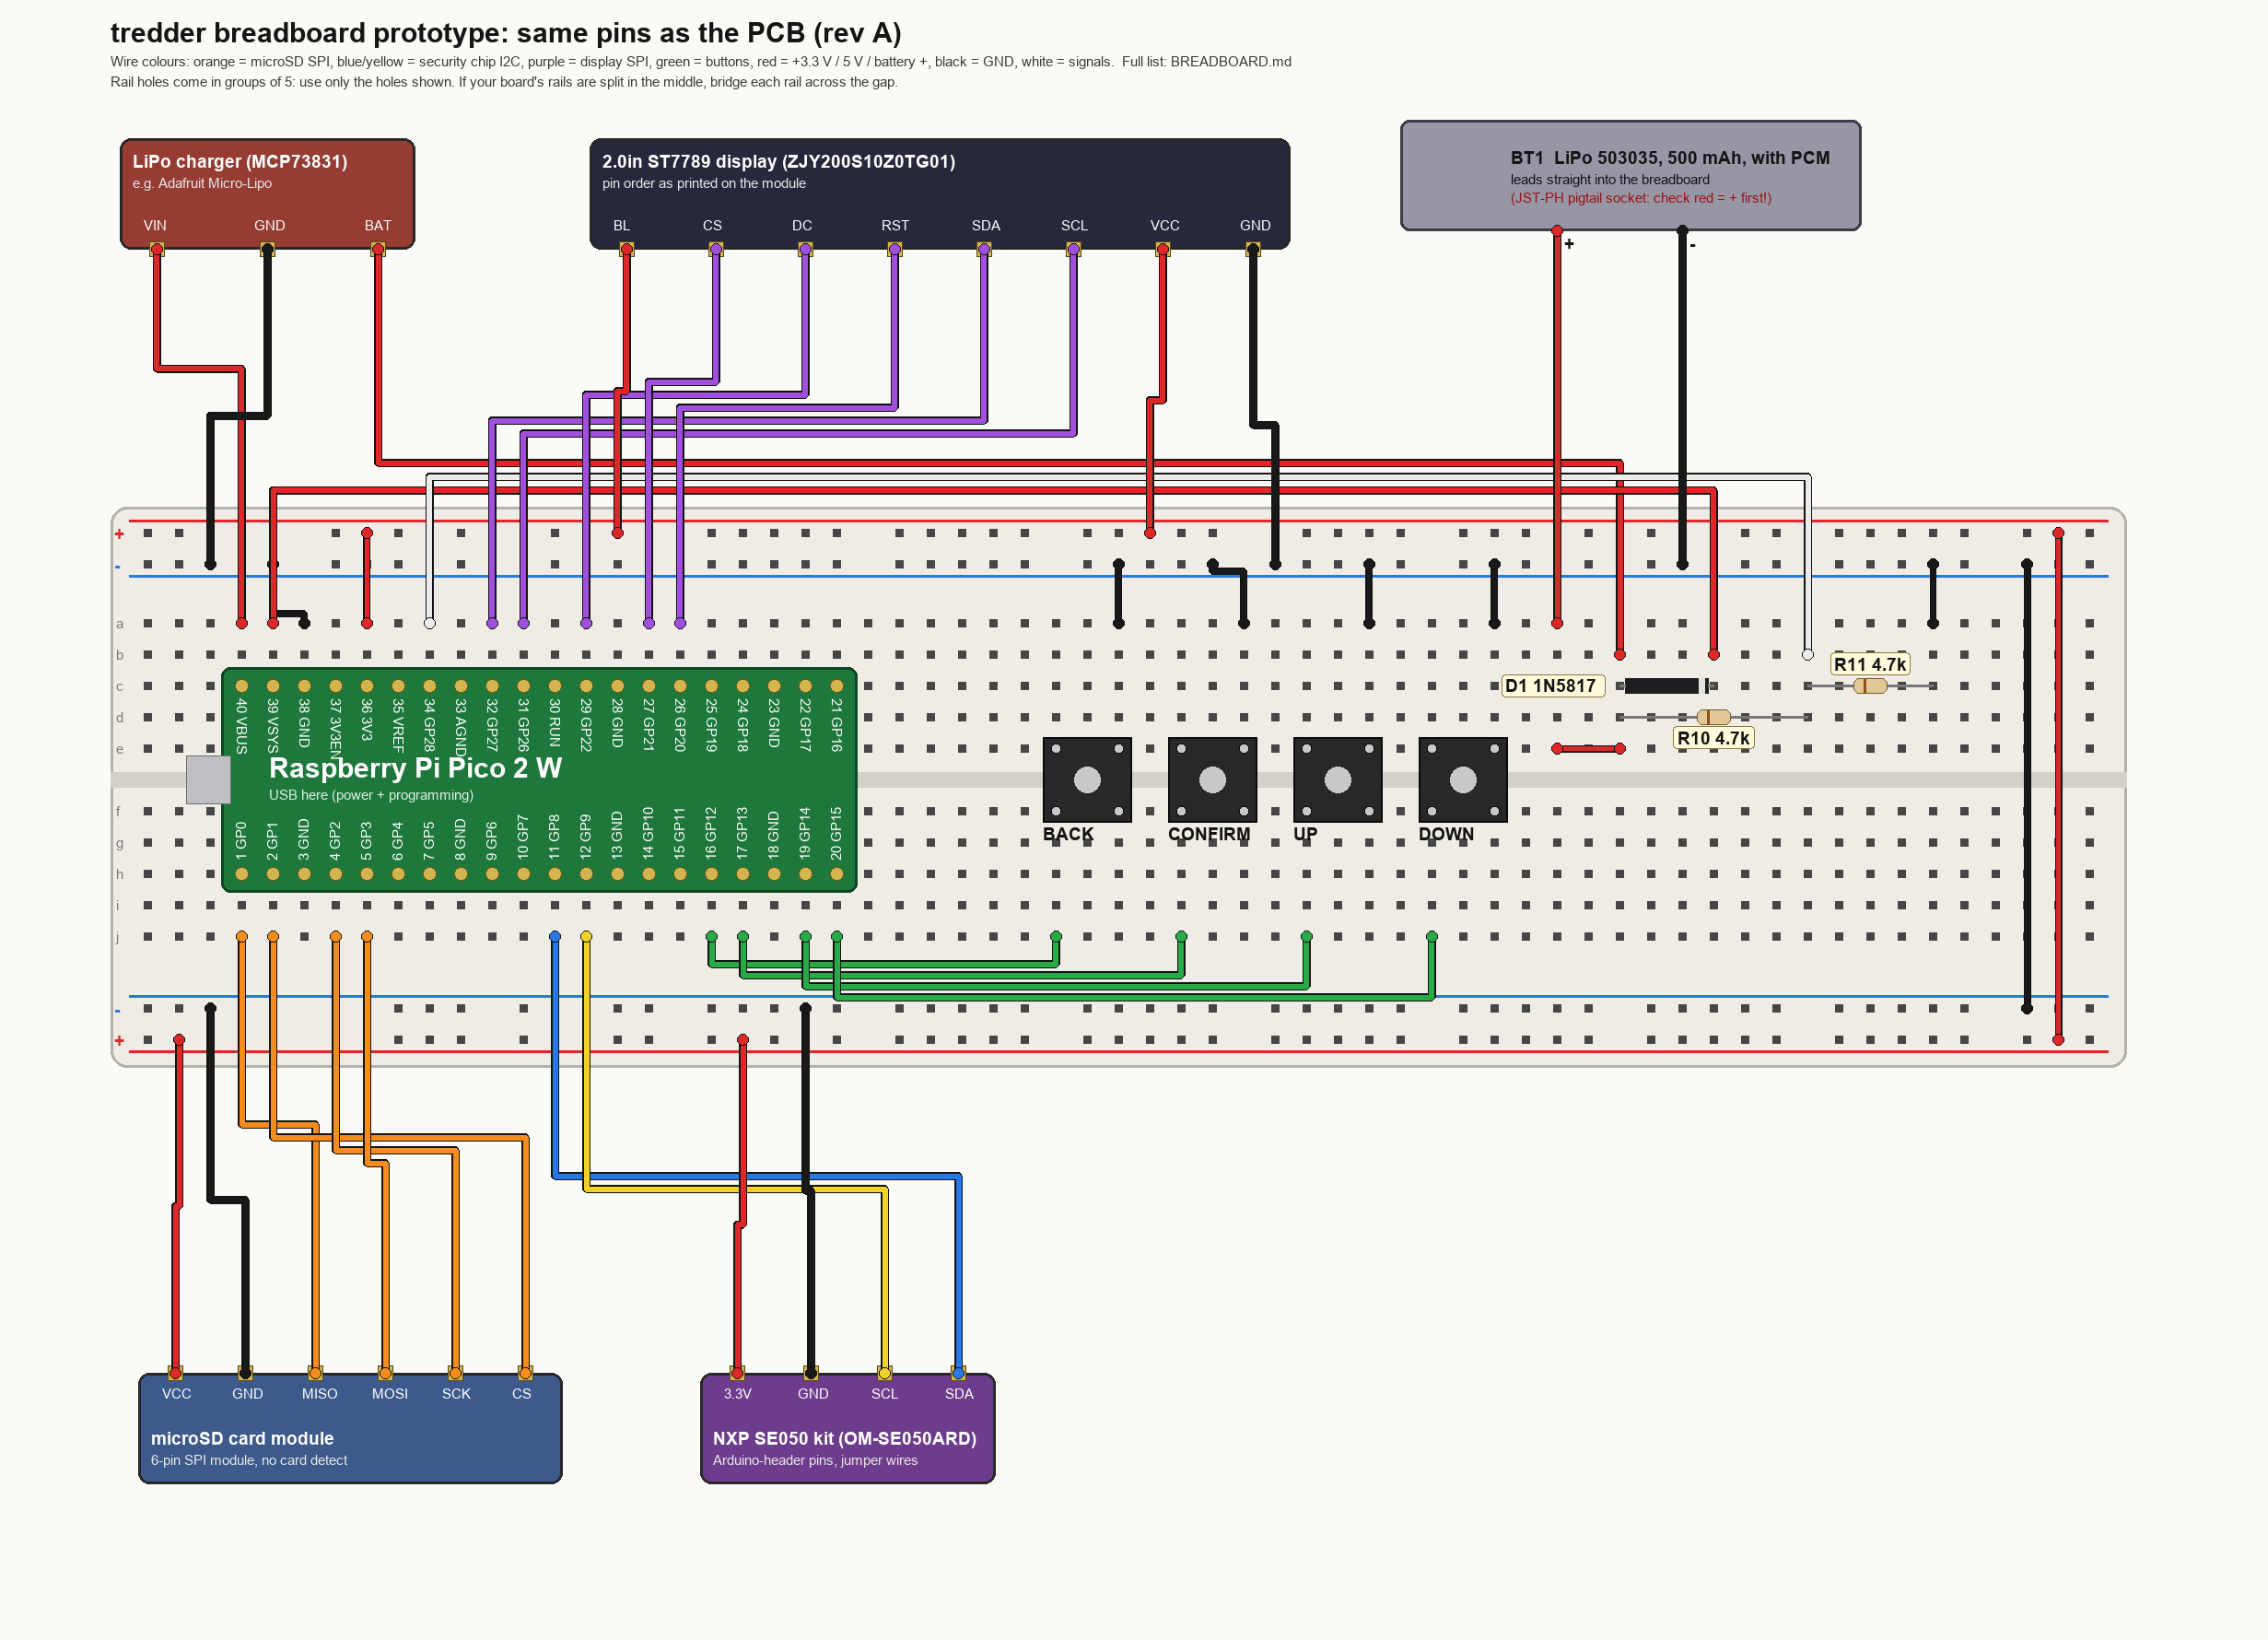 tredder breadboard prototype: same pins as the PCB (rev A)
Wire colours: orange = microSD SPI, blue/yellow = security chip I2C, purple = display SPI, green = buttons, red = +3.3 V / 5 V / battery +, black = GND, white = signals.  Full list: BREADBOARD.md
Rail holes come in groups of 5: use only the holes shown. If your board's rails are split in the middle, bridge each rail across the gap.
LiPo charger (MCP73831)
e.g. Adafruit Micro-Lipo
VIN GND BAT
2.0in ST7789 display (ZJY200S10Z0TG01)
pin order as printed on the module
BL CS DC RST SDA SCL VCC GND
BT1  LiPo 503035, 500 mAh, with PCM
leads straight into the breadboard
(JST-PH pigtail socket: check red = + first!)
+ -
+
-
a
b
c
d
e
40 VBUS
39 VSYS
38 GND
37 3V3EN
36 3V3
35 VREF
34 GP28
33 AGND
32 GP27
31 GP26
30 RUN
29 GP22
28 GND
27 GP21
26 GP20
25 GP19
24 GP18
23 GND
22 GP17
21 GP16
Raspberry Pi Pico 2 W
USB here (power + programming)
1 GP0
2 GP1
3 GND
4 GP2
5 GP3
6 GP4
7 GP5
8 GND
9 GP6
10 GP7
11 GP8
12 GP9
13 GND
14 GP10
15 GP11
16 GP12
17 GP13
18 GND
19 GP14
20 GP15
D1 1N5817
R11 4.7k
R10 4.7k
BACK CONFIRM UP DOWN
f
g
h
i
j
-
+
VCC GND MISO MOSI SCK CS
microSD card module
6-pin SPI module, no card detect
3.3V GND SCL SDA
NXP SE050 kit (OM-SE050ARD)
Arduino-header pins, jumper wires